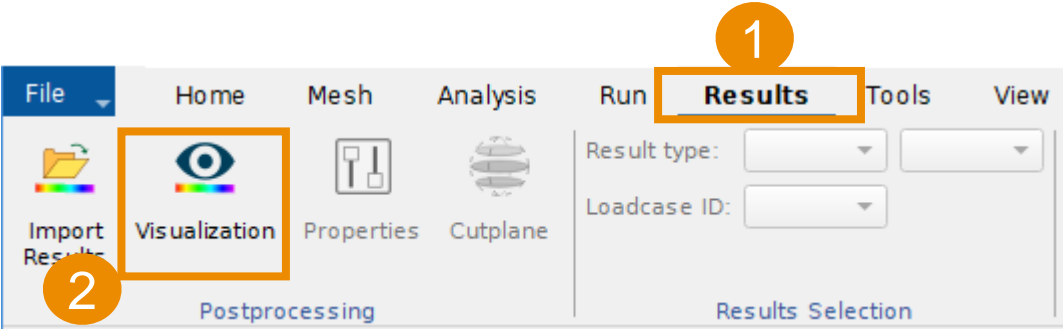 1
File Home Mesh Analysis Run Results Tools View
Result type:
Loadcase ID:
Import Visualization Properties Cutplane
Results
2
Postprocessing Results Selection